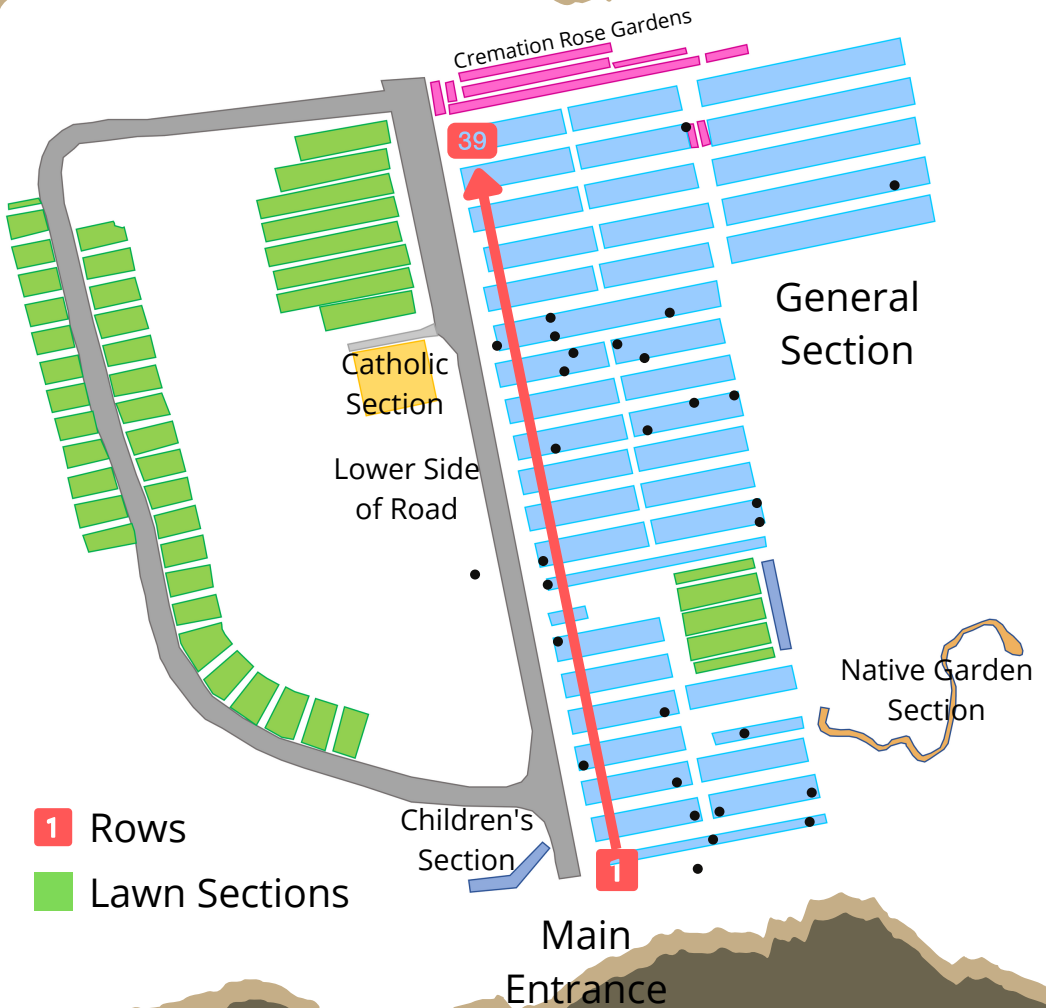 Cremation Rose Gardens
39
General
Section
Catholic
Section
Lower Side
of Road
Native Garden
Section
1 Rows
Children's
Section
1
Lawn Sections
Main
Entrance